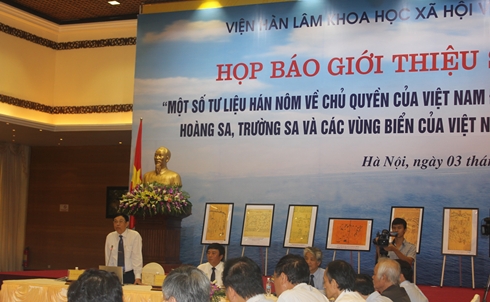 VIỆN HÀN LÂM KHOA HỌC XÃ HỘI V
HỌP BÁO GIỚI THIỆU S
"MỘT SỐ TƯ LIỆU HÁN NÔM VỀ CHỦ QUYỀN CỦA VIỆT NAM
HOÀNG SA, TRƯỜNG SA VÀ CÁC VÙNG BIỂN CỦA VIỆT N
Hà Nội, ngày 03 thá